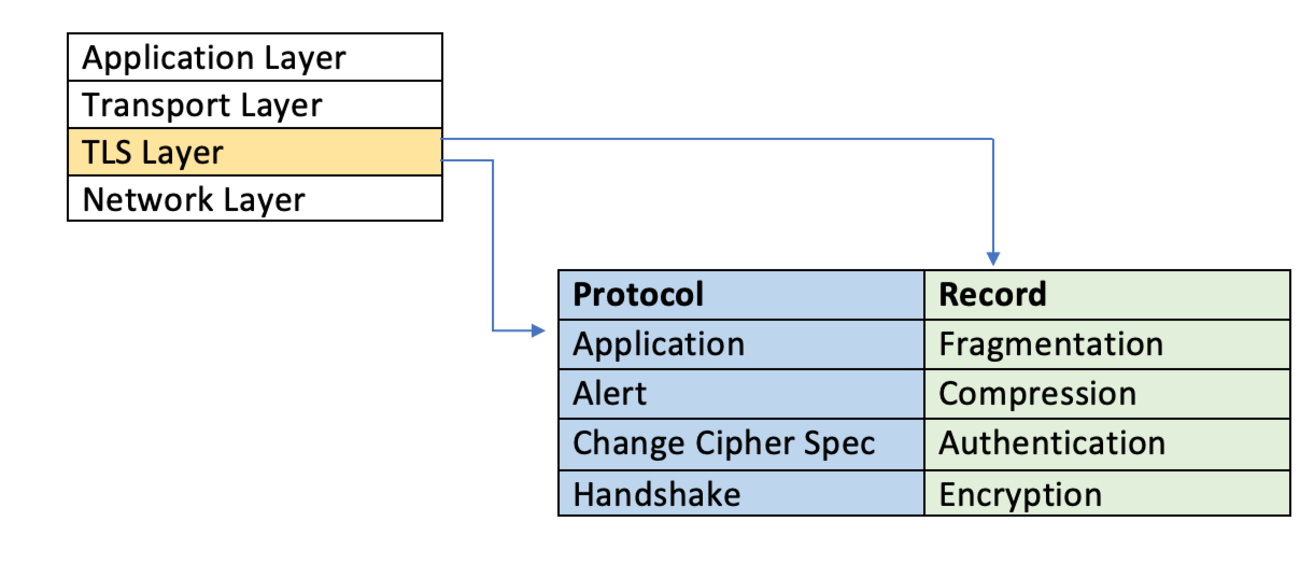 Application Layer
Transport Layer
TLS Layer
Network Layer
Protocol Record
Application Fragmentation
Alert Compression
Change Cipher Spec Authentication
Handshake Encryption